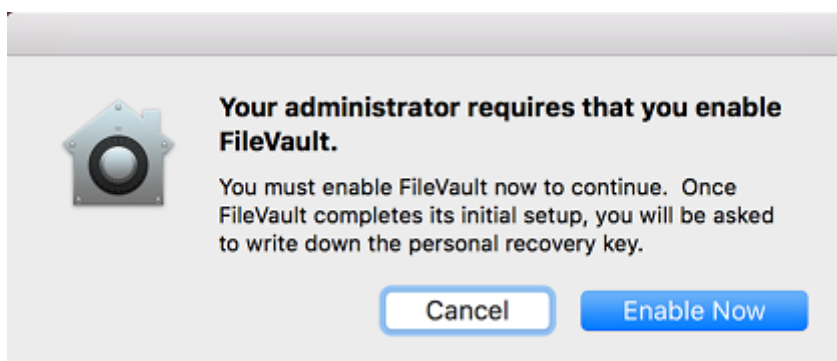 Your administrator requires that you enable
FileVault.
You must enable FileVault now to continue.  Once
FileVault completes its initial setup, you will be asked
to write down the personal recovery key.
Cancel
Enable Now